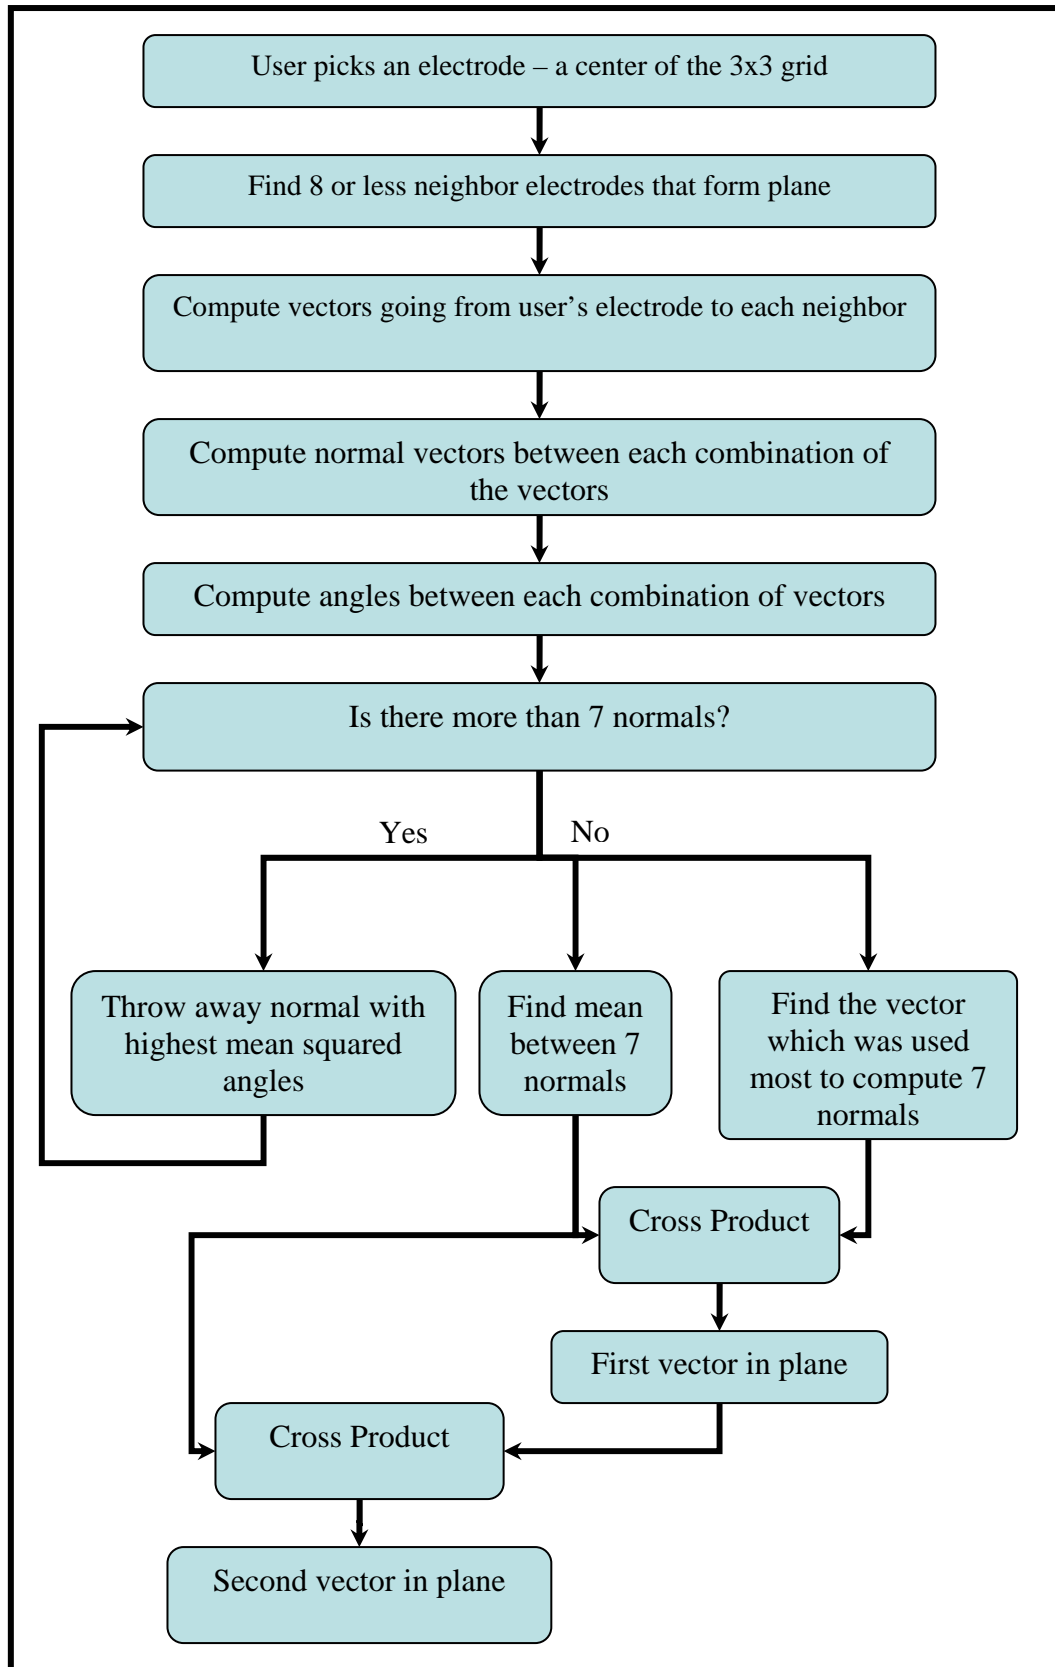 User picks an electrode – a center of the 3x3 grid
Find 8 or less neighbor electrodes that form plane
Compute vectors going from user’s electrode to each neighbor
Compute normal vectors between each combination of
the vectors
Compute angles between each combination of vectors
Is there more than 7 normals?
Yes
No
Throw away normal with
highest mean squared
angles
Find mean
between 7
normals
Find the vector
which was used
most to compute 7
normals
Cross Product
First vector in plane
Cross Product
Second vector in plane